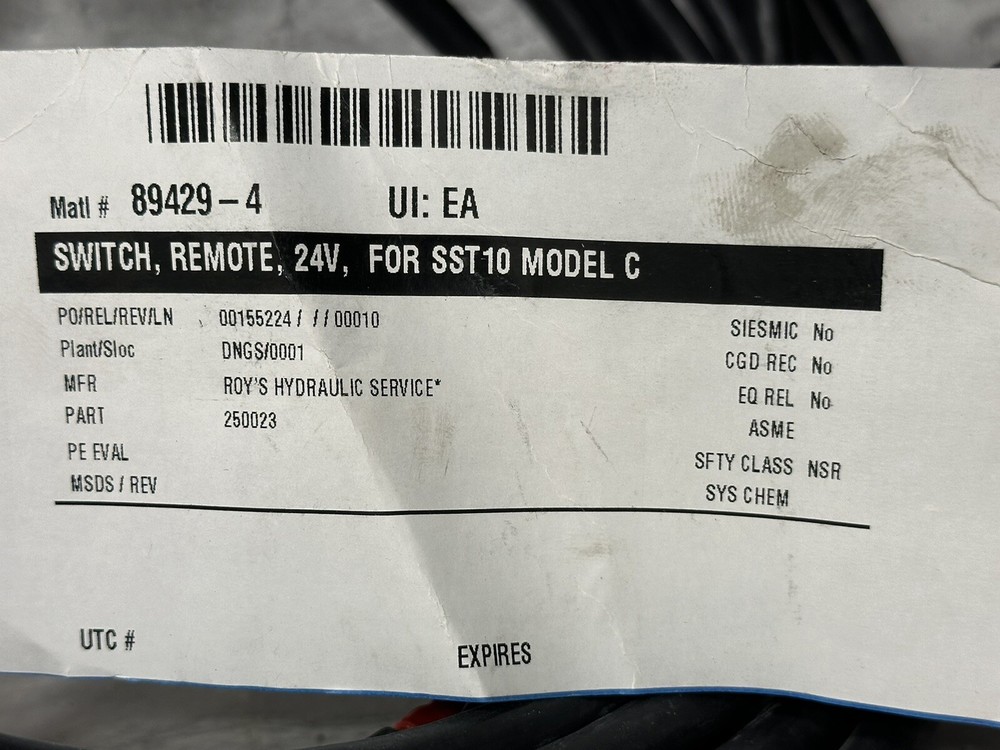 Matl # 89429-4 UI: EA
SWITCH, REMOTE, 24V, FOR SST10 MODEL C
PO/REL/REV/LN 00155224 / / / 00010
Plant/Sloc DNGS/0001
MFR ROY'S HYDRAULIC SERVICE*
PART 250023
PE EVAL
MSDS / REV
SIESMIC No
CGD REC No
EQ REL No
ASME
SFTY CLASS NSR
SYS CHEM
UTC #
EXPIRES